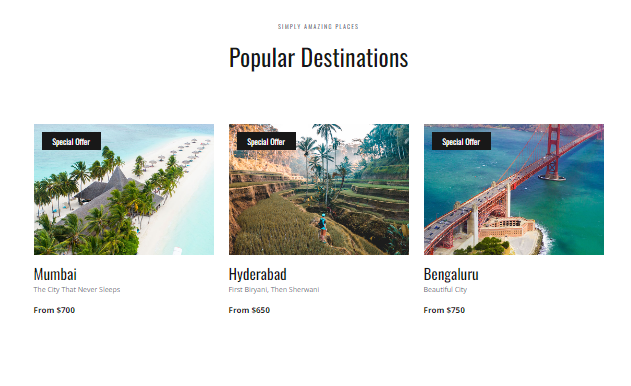 SIMPLY AMAZING PLACES
Popular Destinations
Special Offer
Special Offer
Special Offer
Mumbai
The City That Never Sleeps
From $700
Hyderabad
First Biryani, Then Sherwani
From $650
Bengaluru
Beautiful City
From $750